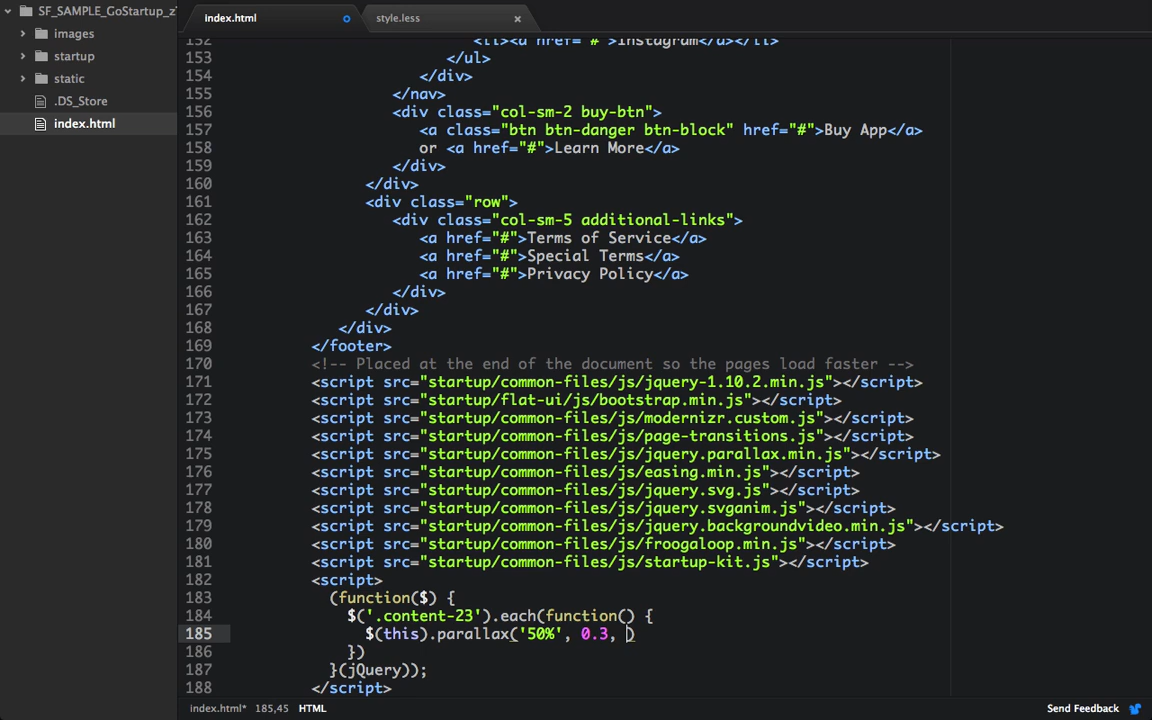 SF_SAMPLE_GoStartup_z
images
startup
static
.DS_Store
index.html
index.html
style.less
152 <li><a href="#">Instagram</a></li>
153 </ul>
154 </div>
155 </nav>
156 <div class="col-sm-2 buy-btn">
157 <a class="btn btn-danger btn-block" href="#">Buy App</a>
158 or <a href="#">Learn More</a>
159 </div>
160 </div>
161 <div class="row">
162 <div class="col-sm-5 additional-links">
163 <a href="#">Terms of Service</a>
164 <a href="#">Special Terms</a>
165 <a href="#">Privacy Policy</a>
166 </div>
167 </div>
168 </div>
169 </footer>
170 <!-- Placed at the end of the document so the pages load faster -->
171 <script src="startup/common-files/js/jquery-1.10.2.min.js"></script>
172 <script src="startup/flat-ui/js/bootstrap.min.js"></script>
173 <script src="startup/common-files/js/modernizr.custom.js"></script>
174 <script src="startup/common-files/js/page-transitions.js"></script>
175 <script src="startup/common-files/js/jquery.parallax.min.js"></script>
176 <script src="startup/common-files/js/easing.min.js"></script>
177 <script src="startup/common-files/js/jquery.svg.js"></script>
178 <script src="startup/common-files/js/jquery.svganim.js"></script>
179 <script src="startup/common-files/js/jquery.backgroundvideo.min.js"></script>
180 <script src="startup/common-files/js/froogaloop.min.js"></script>
181 <script src="startup/common-files/js/startup-kit.js"></script>
182 <script>
183 (function($) {
184 $('.content-23').each(function() {
185 $(this).parallax('50%', 0.3, )
186 })
187 }(jQuery));
188 </script>
index.html* 185,45 HTML
Send Feedback